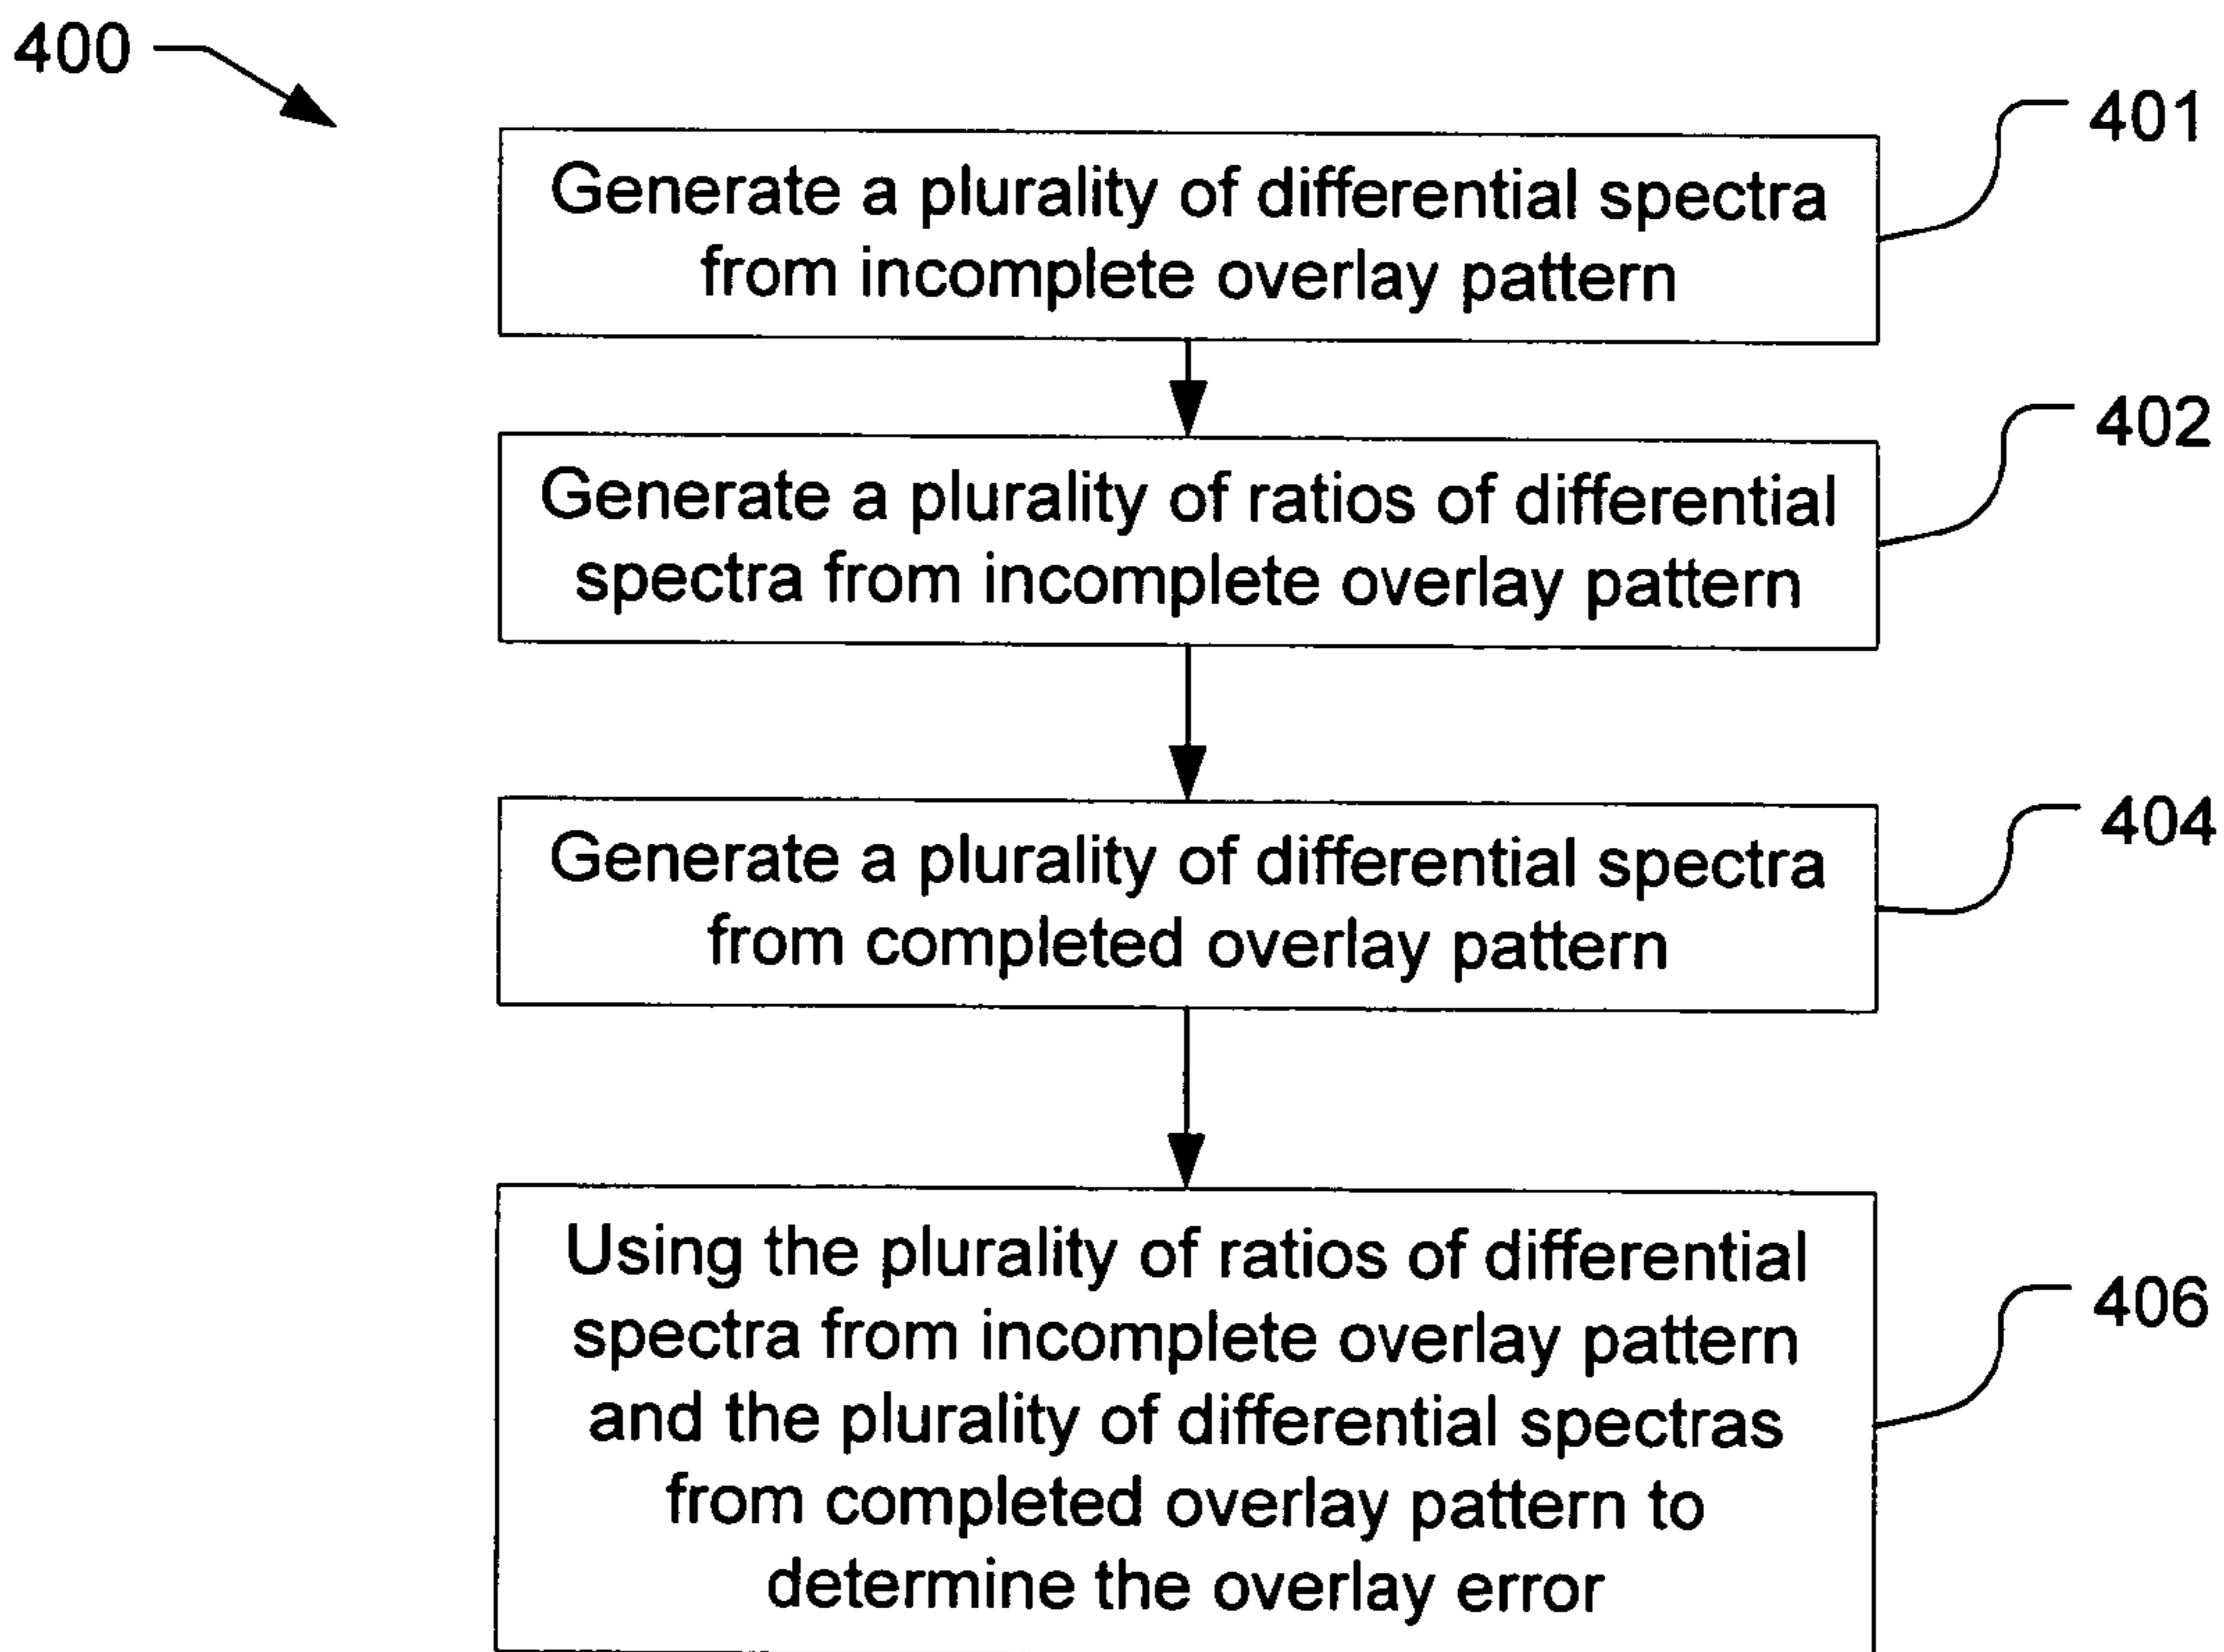 400
401
Generate a plurality of differential spectra
from incomplete overlay pattern
402
Generate a plurality of ratios of differential
spectra from incomplete overlay pattern
404
Generate a plurality of differential spectra
from completed overlay pattern
406
Using the plurality of ratios of differential
spectra from incomplete overlay pattern
and the plurality of differential spectras
from completed overlay pattern to
determine the overlay error